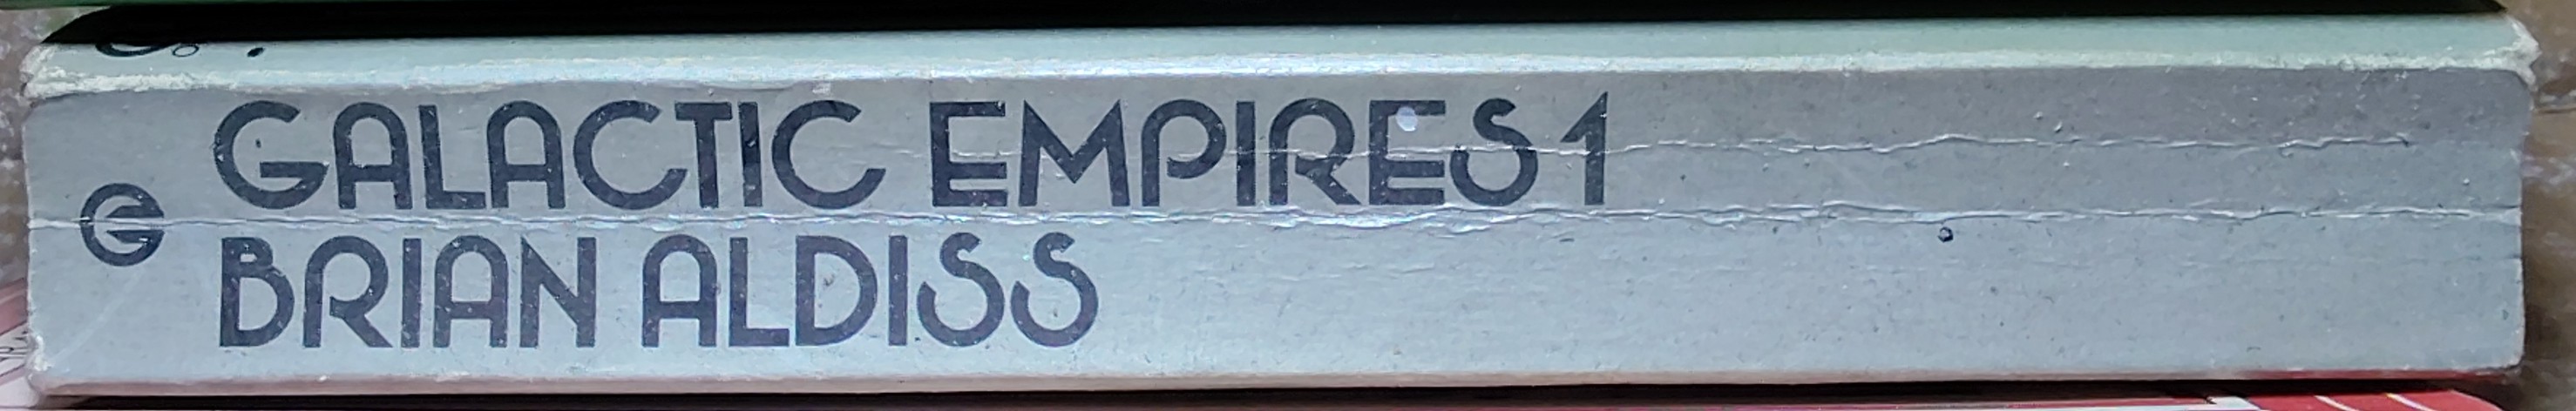 GALACTIC EMPIRES 1
BRIAN ALDISS